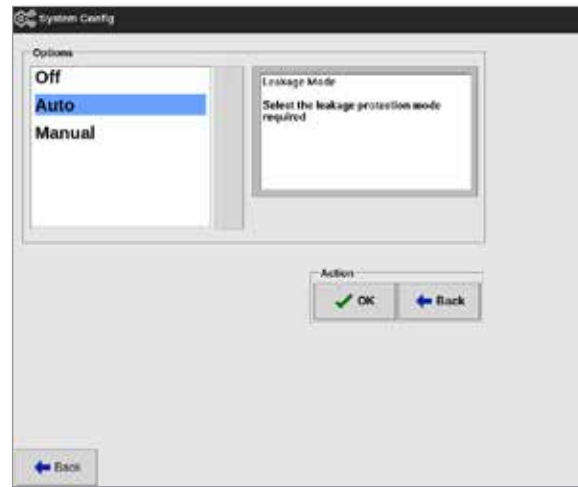 System Config
Options
Off
Auto
Manual
Leakage Mode
Select the leakage protection mode
required
Action
OK
Back
Back